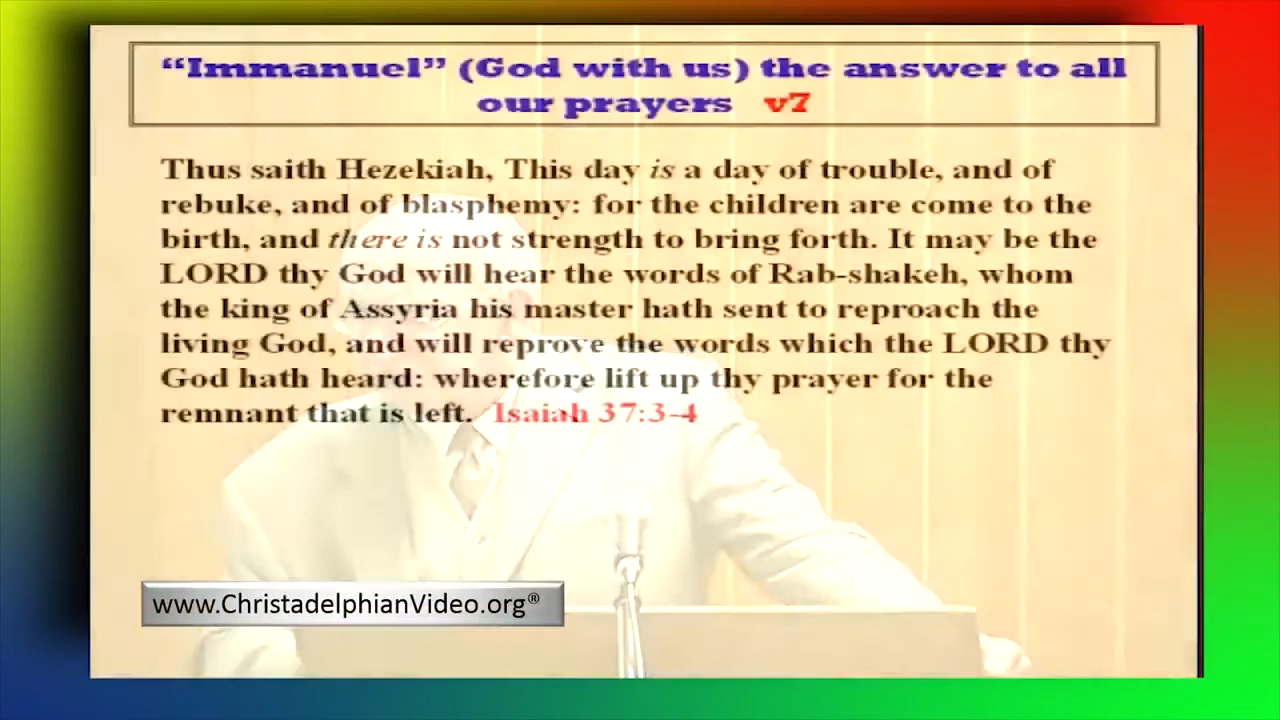 “Immanuel” (God with us) the answer to all
our prayers v7
Thus saith Hezekiah, This day is a day of trouble, and of
rebuke, and of blasphemy: for the children are come to the
birth, and there is not strength to bring forth. It may be the
LORD thy God will hear the words of Rab-shakeh, whom
the king of Assyria his master hath sent to reproach the
living God, and will reprove the words which the LORD thy
God hath heard: wherefore lift up thy prayer for the
remnant that is left. Isaiah 37:3-4
www.ChristadelphianVideo.org®